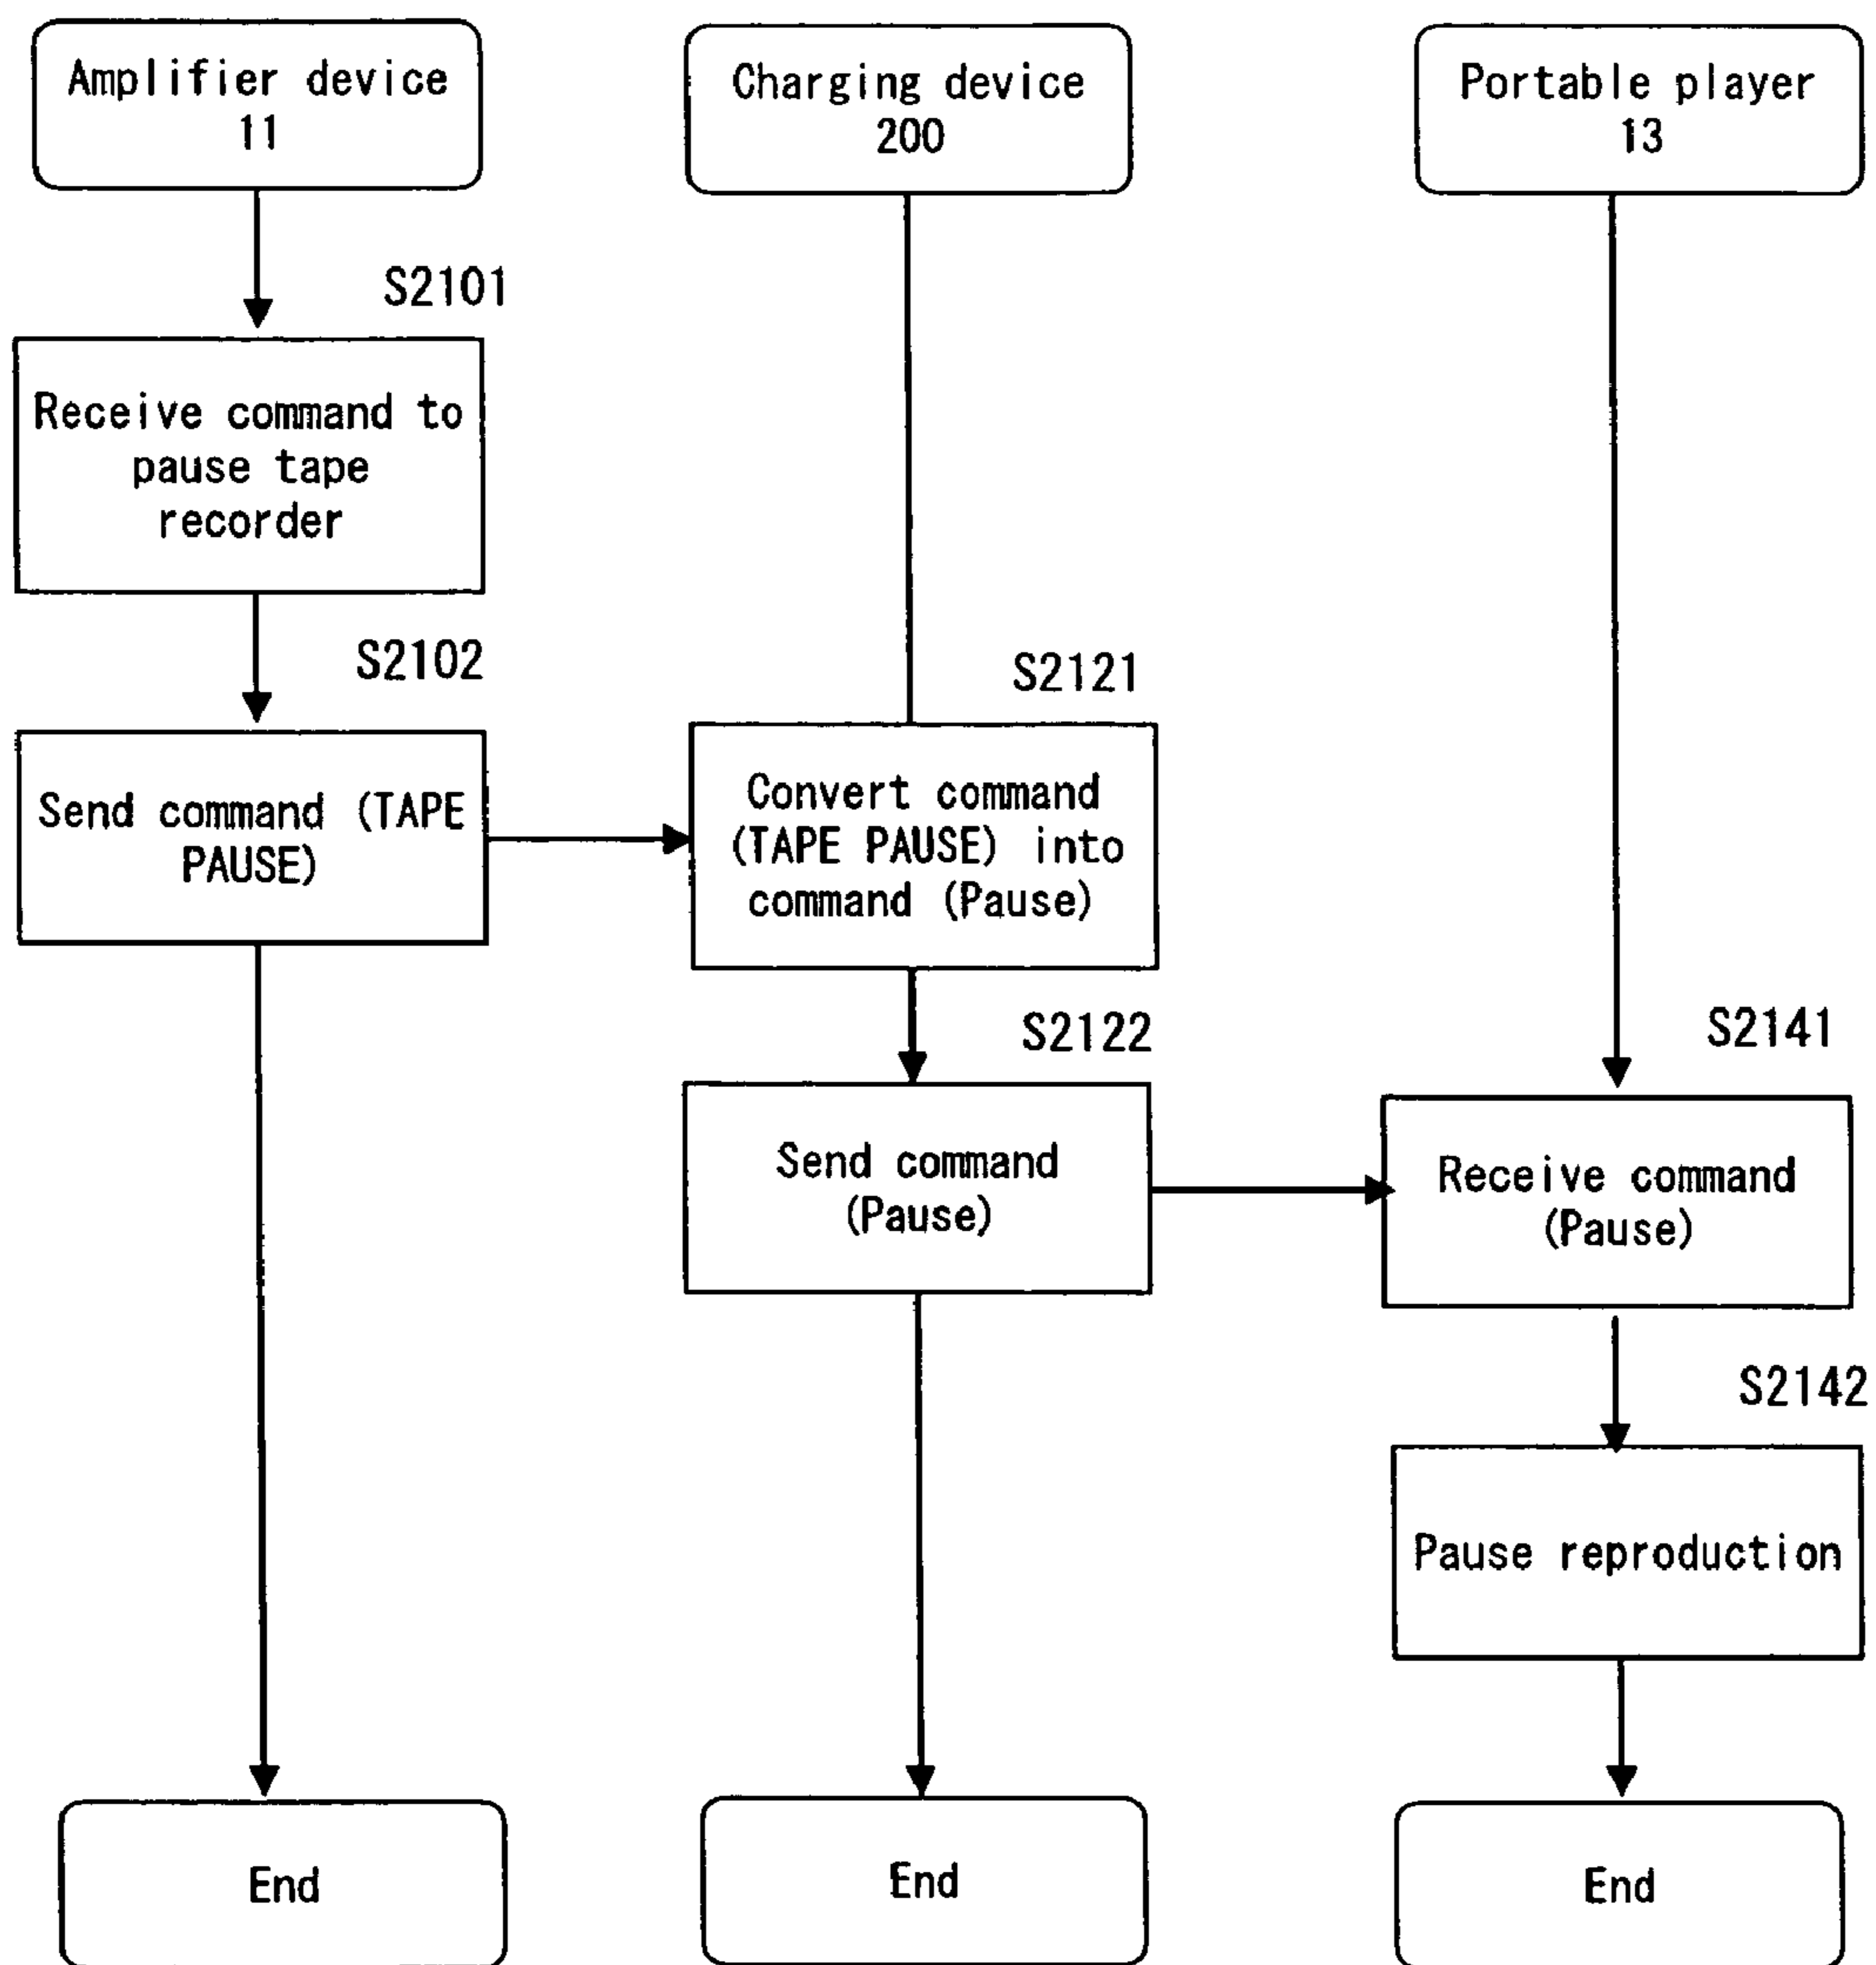 Amplifier device
11
Charging device
200
Portable player
13
S2101
Receive command to
pause tape
recorder
S2102
S2121
Send command (TAPE
PAUSE)
Convert command
(TAPE PAUSE) into
command (Pause)
S2122
S2141
Send command
(Pause)
Receive command
(Pause)
S2142
Pause reproduction
End
End
End